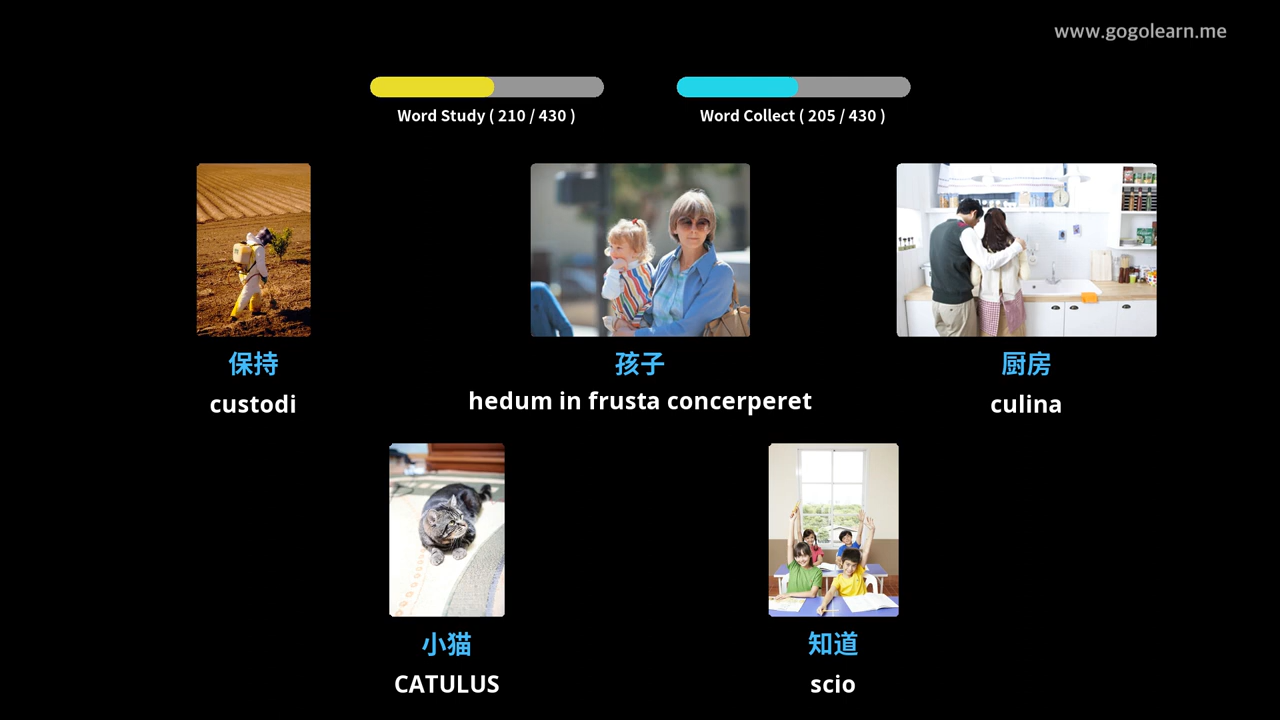 www.gogolearn.me
Word Study ( 210 / 430 )
Word Collect ( 205 / 430 )
保持
custodi
孩子
hedum in frusta concerperet
厨房
culina
小猫
CATULUS
知道
scio